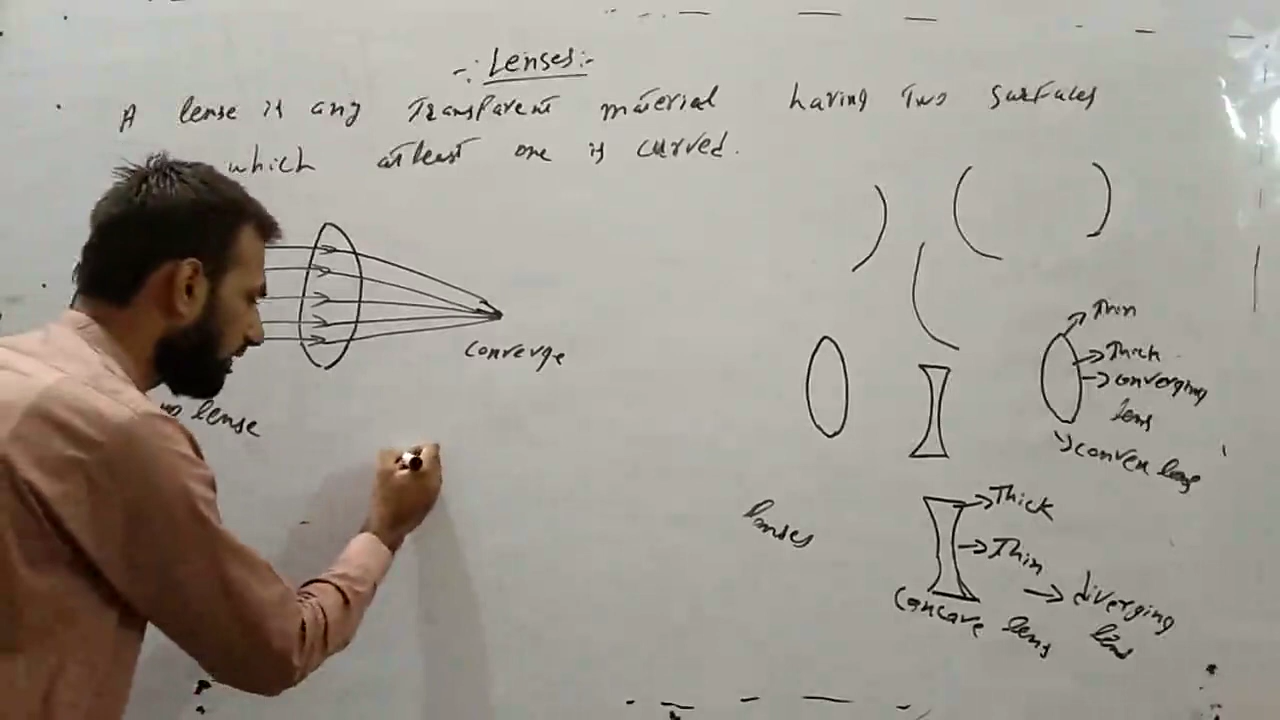 -: Lenses:-
A lense is any Transparent material having Two surfaces
which atleast one is curved.
Converge
lense
Thin
Thick
converging
lens
convex lens
lenses
Thick
Thin
diverging
lens
Concave lens